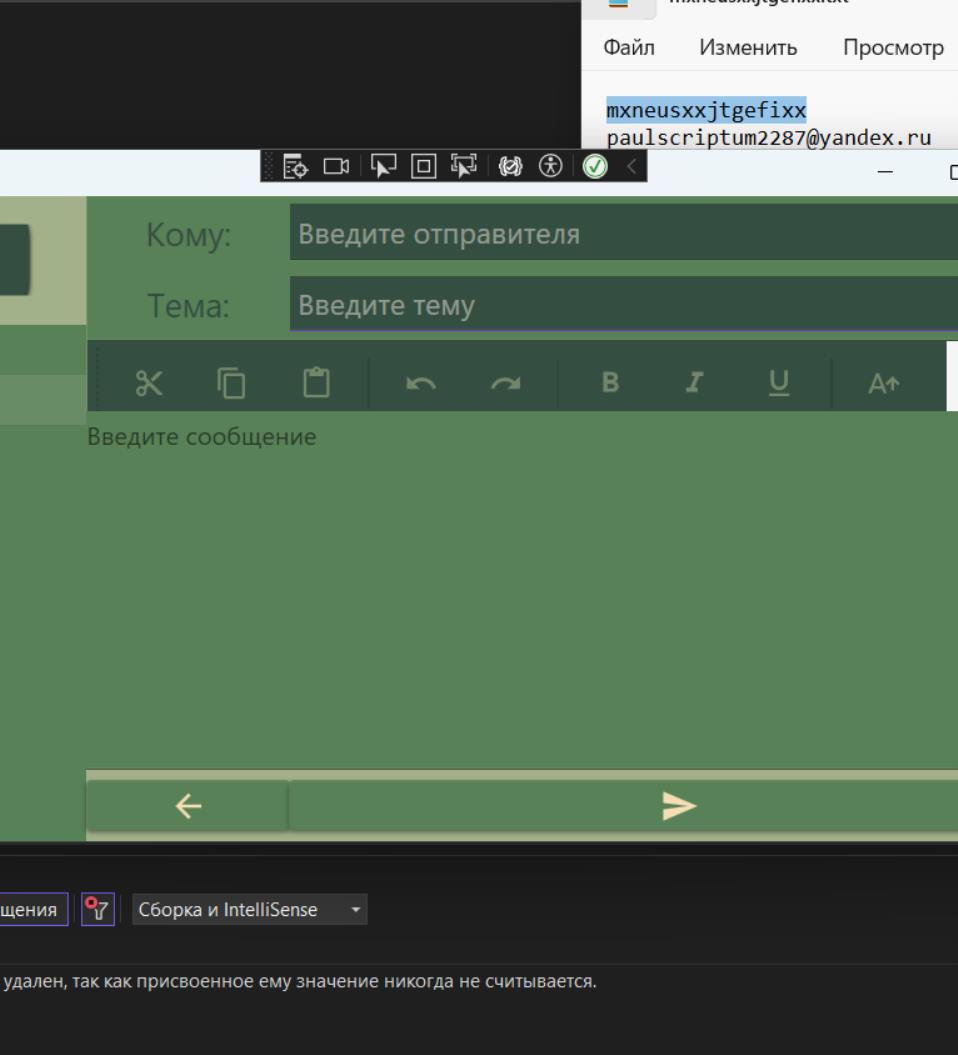 Файл Изменить Просмотр
mxneusxxjtgefixx
paulscriptum2287@yandex.ru
Кому: Введите отправителя
Тема: Введите тему
B I U A
Введите сообщение
щения Сборка и IntelliSense
удален, так как присвоенное ему значение никогда не считывается.